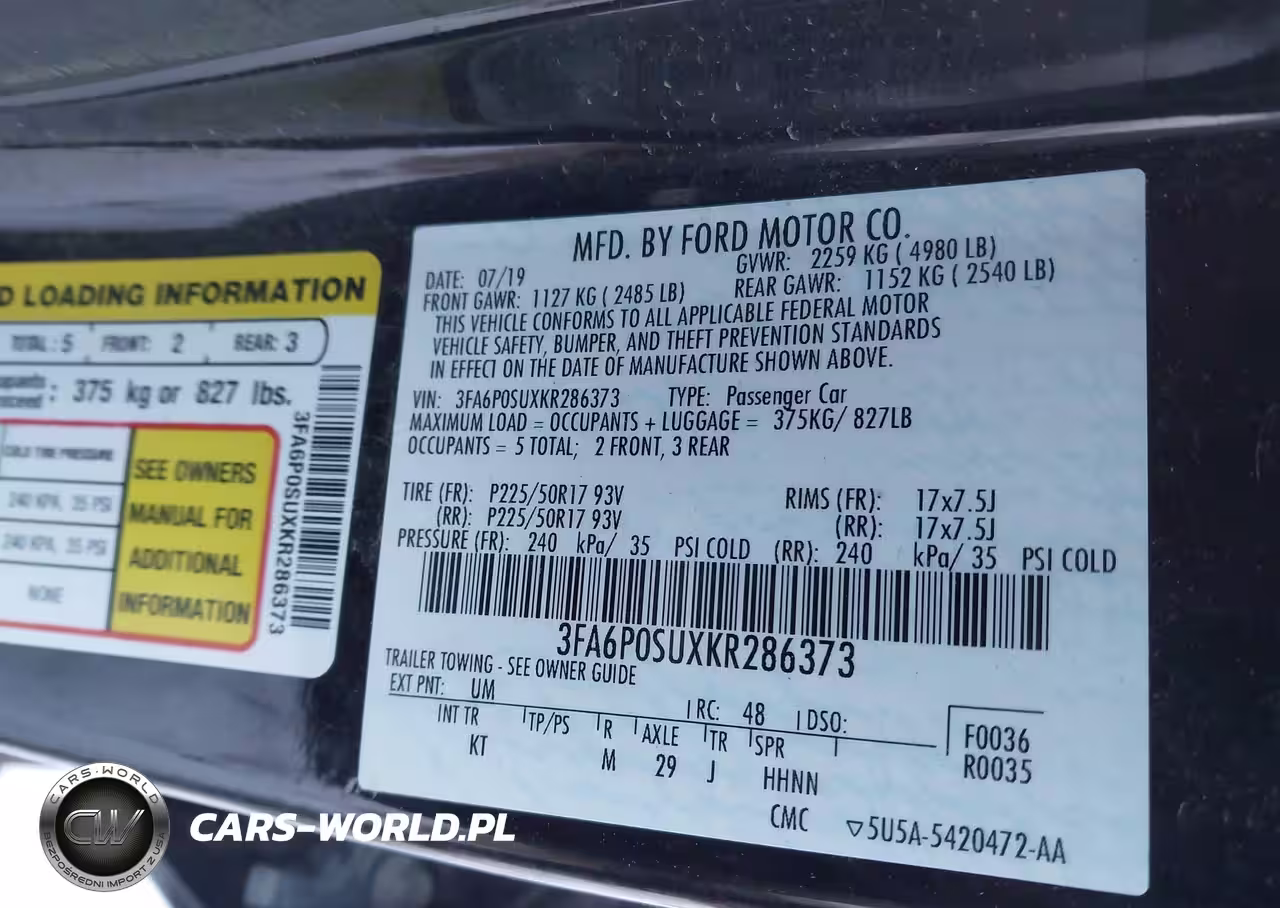 D LOADING INFORMATION
TOTAL : 5 FRONT: 2 REAR: 3
: 375 kg or 827 lbs.
COLD TIRE PRESSURE
240 KPA, 35 PSI
240 KPA, 35 PSI
NONE
SEE OWNERS
MANUAL FOR
ADDITIONAL
INFORMATION
3FA6P0SUXKR286373
MFD. BY FORD MOTOR CO.
DATE: 07/19 GVWR: 2259 KG ( 4980 LB)
FRONT GAWR: 1127 KG ( 2485 LB) REAR GAWR: 1152 KG ( 2540 LB)
THIS VEHICLE CONFORMS TO ALL APPLICABLE FEDERAL MOTOR
VEHICLE SAFETY, BUMPER, AND THEFT PREVENTION STANDARDS
IN EFFECT ON THE DATE OF MANUFACTURE SHOWN ABOVE.
VIN: 3FA6P0SUXKR286373 TYPE: Passenger Car
MAXIMUM LOAD = OCCUPANTS + LUGGAGE = 375KG/ 827LB
OCCUPANTS = 5 TOTAL; 2 FRONT, 3 REAR
TIRE (FR): P225/50R17 93V RIMS (FR): 17x7.5J
(RR): P225/50R17 93V (RR): 17x7.5J
PRESSURE (FR): 240 kPa/ 35 PSI COLD (RR): 240 kPa/ 35 PSI COLD
3FA6P0SUXKR286373
TRAILER TOWING - SEE OWNER GUIDE
EXT PNT: UM RC: 48 DSO:
INT TR TP/PS R AXLE TR SPR
KT M 29 J HHNN
F0036
R0035
CMC
▽5U5A-5420472-AA
CARS-WORLD
CW
BEZPOŚREDNI IMPORT Z USA
CARS-WORLD.PL